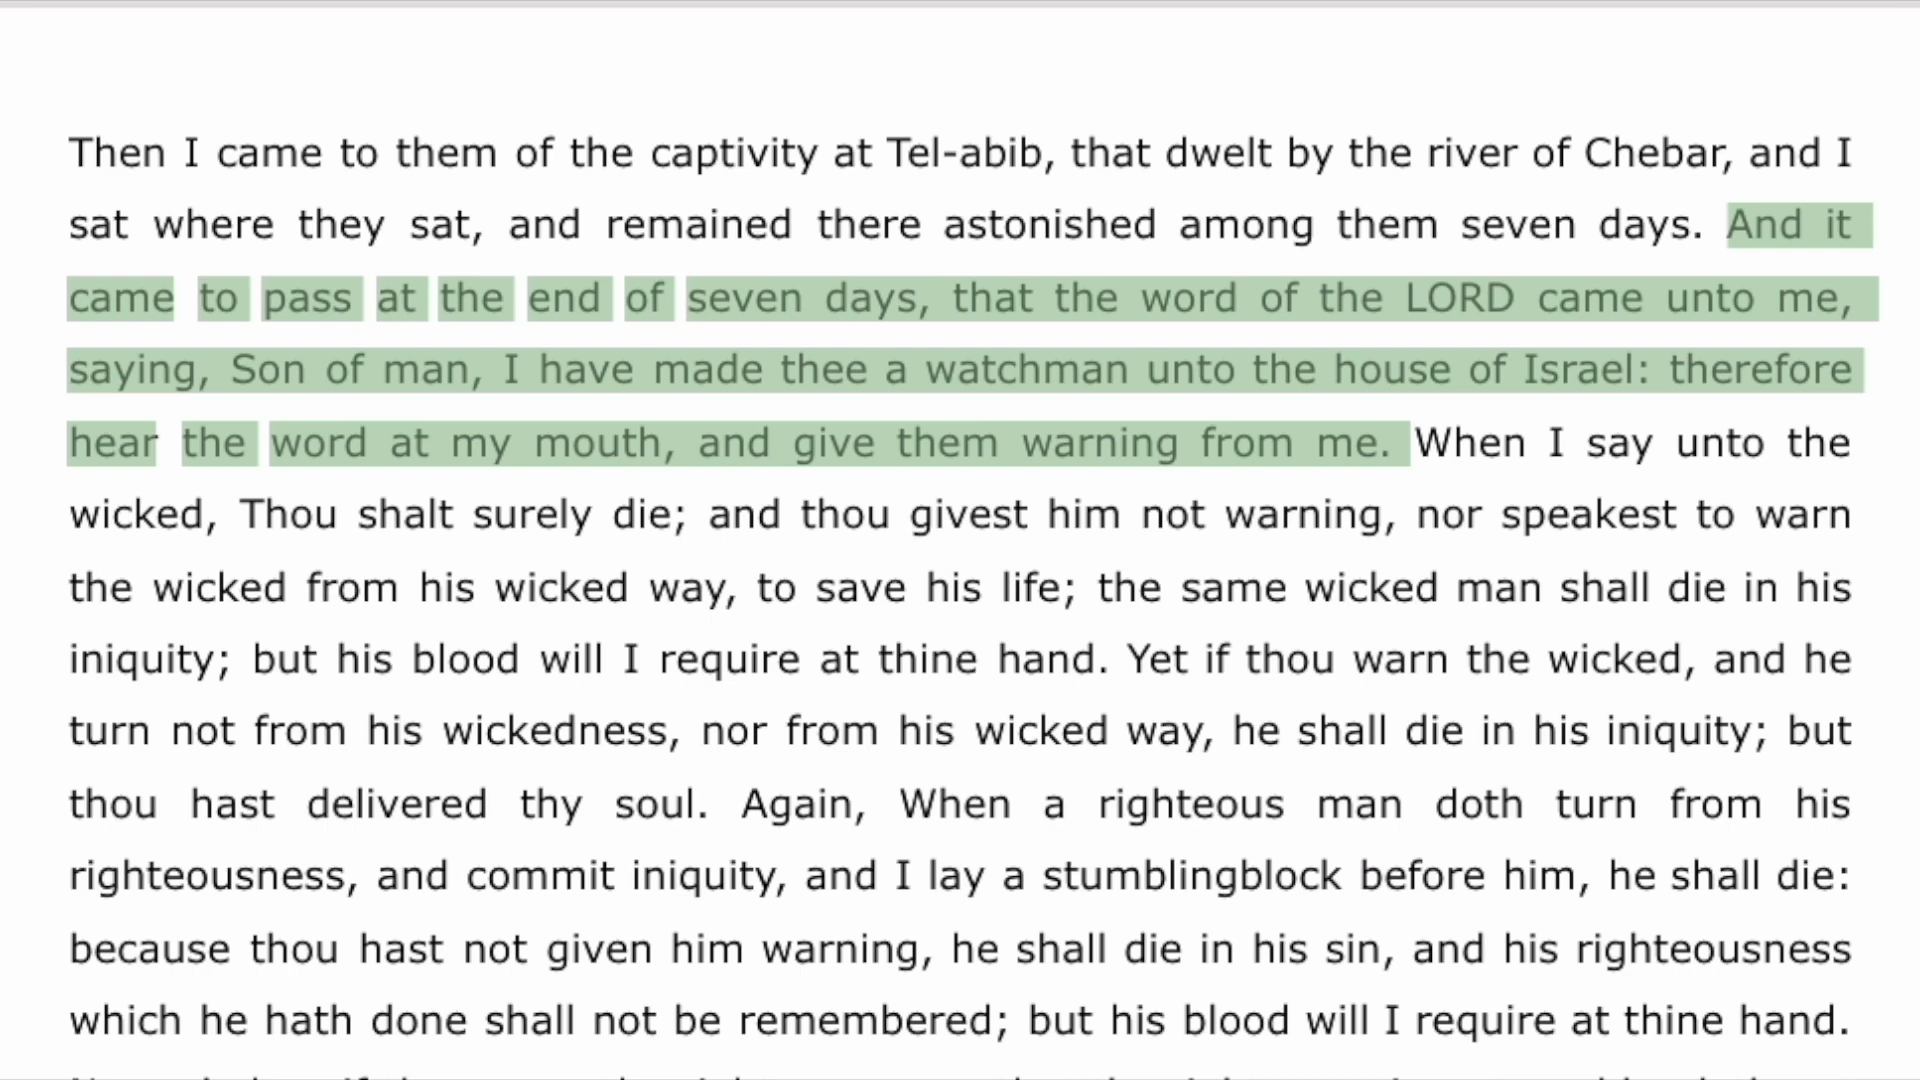 Then I came to them of the captivity at Tel-abib, that dwelt by the river of Chebar, and I
sat where they sat, and remained there astonished among them seven days. And it
came to pass at the end of seven days, that the word of the LORD came unto me,
saying, Son of man, I have made thee a watchman unto the house of Israel: therefore
hear the word at my mouth, and give them warning from me. When I say unto the
wicked, Thou shalt surely die; and thou givest him not warning, nor speakest to warn
the wicked from his wicked way, to save his life; the same wicked man shall die in his
iniquity; but his blood will I require at thine hand. Yet if thou warn the wicked, and he
turn not from his wickedness, nor from his wicked way, he shall die in his iniquity; but
thou hast delivered thy soul. Again, When a righteous man doth turn from his
righteousness, and commit iniquity, and I lay a stumblingblock before him, he shall die:
because thou hast not given him warning, he shall die in his sin, and his righteousness
which he hath done shall not be remembered; but his blood will I require at thine hand.